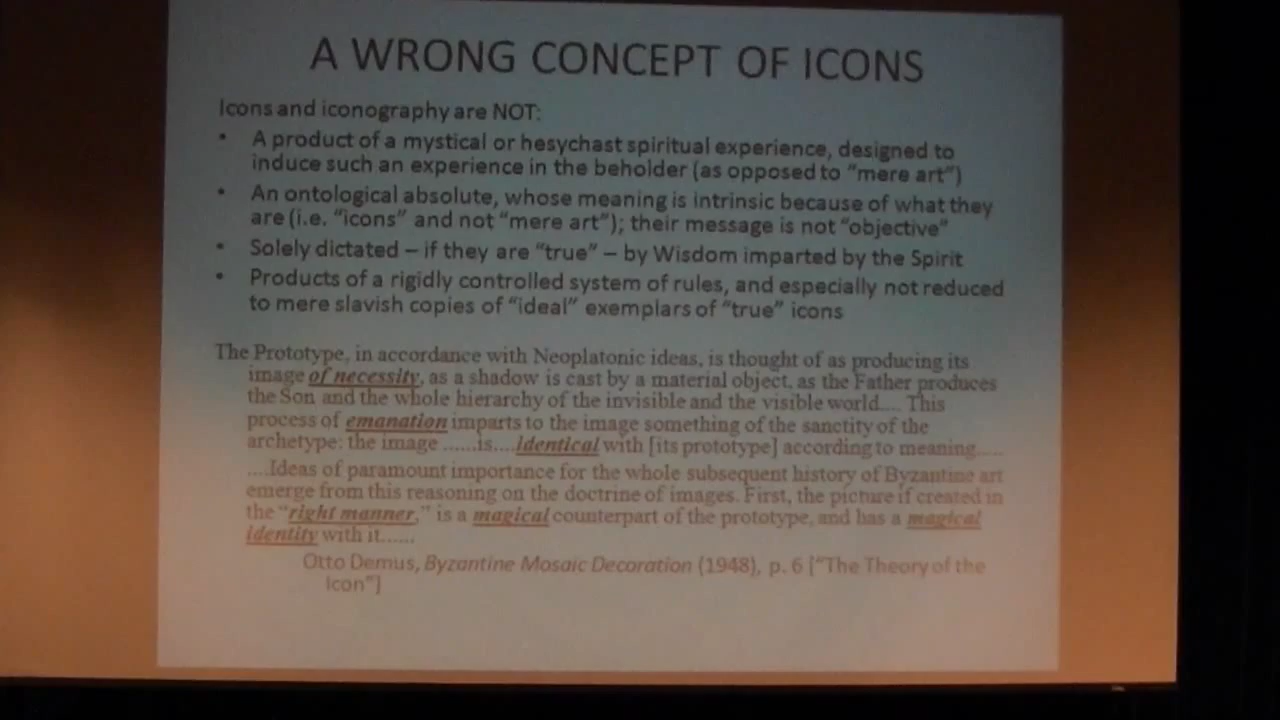 A WRONG CONCEPT OF ICONS
Icons and iconography are NOT:
• A product of a mystical or hesychast spiritual experience, designed to
induce such an experience in the beholder (as opposed to “mere art”)
• An ontological absolute, whose meaning is intrinsic because of what they
are (i.e. “icons” and not “mere art”); their message is not “objective”
• Solely dictated – if they are “true” – by Wisdom imparted by the Spirit
• Products of a rigidly controlled system of rules, and especially not reduced
to mere slavish copies of “ideal” exemplars of “true” icons
The Prototype, in accordance with Neoplatonic ideas, is thought of as producing its
image of necessity, as a shadow is cast by a material object, as the Father produces
the Son and the whole hierarchy of the invisible and the visible world.... This
process of emanation imparts to the image something of the sanctity of the
archetype: the image ......is....identical with [its prototype] according to meaning.....
....Ideas of paramount importance for the whole subsequent history of Byzantine art
emerge from this reasoning on the doctrine of images. First, the picture if created in
the “right manner,” is a magical counterpart of the prototype, and has a magical
identity with it......
Otto Demus, Byzantine Mosaic Decoration (1948), p. 6 [“The Theory of the
Icon”]